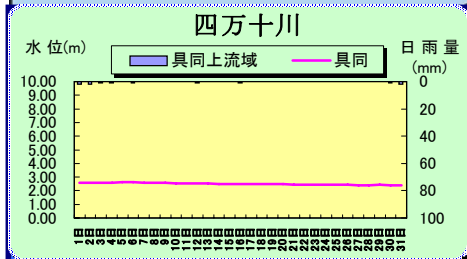 四万十川
水 位(m)
日 雨 量
(mm)
具同上流域 具同
10.00 0
9.00
8.00 20
7.00
6.00 40
5.00
4.00 60
3.00
2.00 80
1.00
0.00 100
1日 2日 3日 4日 5日 6日 7日 8日 9日 10日 11日 12日 13日 14日 15日 16日 17日 18日 19日 20日 21日 22日 23日 24日 25日 26日 27日 28日 29日 30日 31日